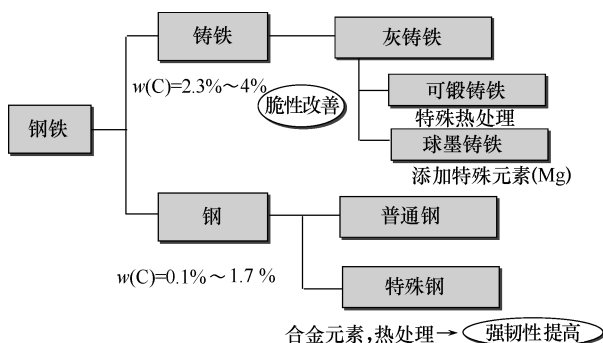 铸铁
灰铸铁
w(C)=2.3%～4%
脆性改善
可锻铸铁
特殊热处理
钢铁
球墨铸铁
添加特殊元素(Mg)
钢
普通钢
w(C)=0.1%～1.7 %
特殊钢
合金元素,热处理→ 强韧性提高